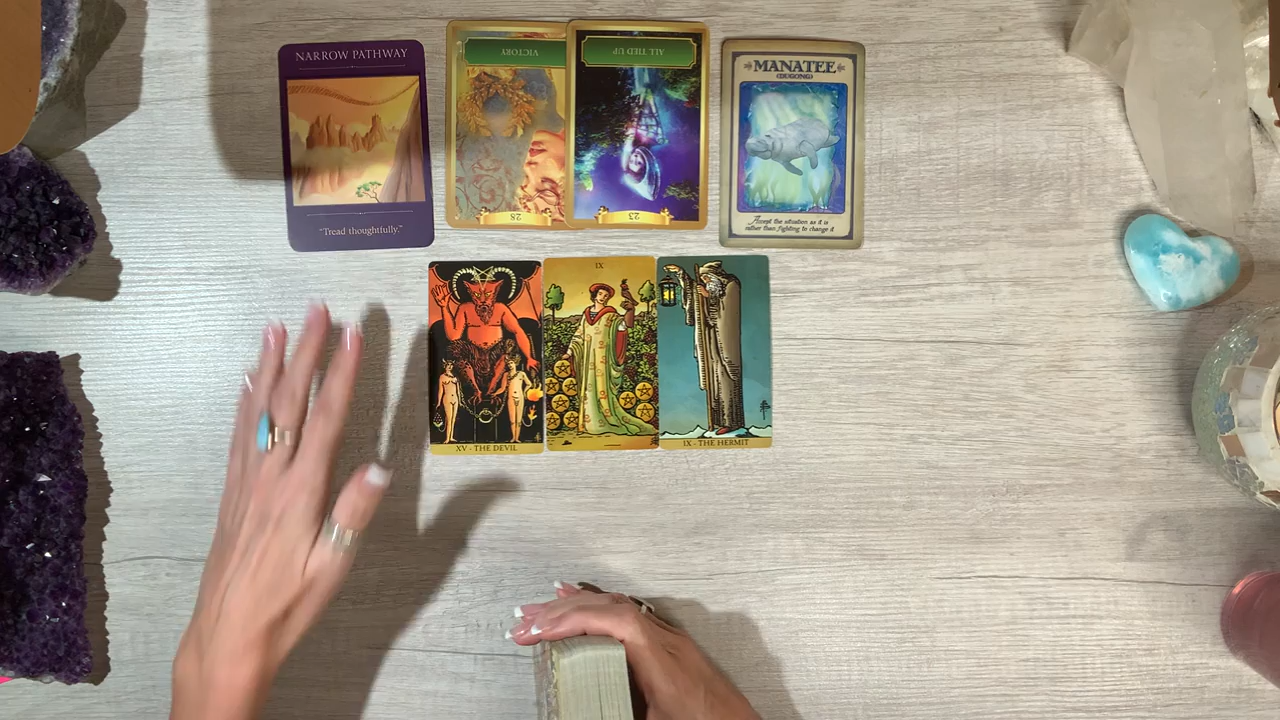 NARROW PATHWAY
"Tread thoughtfully."
VICTORY
28
ALL TIED UP
23
MANATEE
(DUGONG)
Accept the situation as it is
rather than fighting to change it
XV - THE DEVIL
IX
IX - THE HERMIT